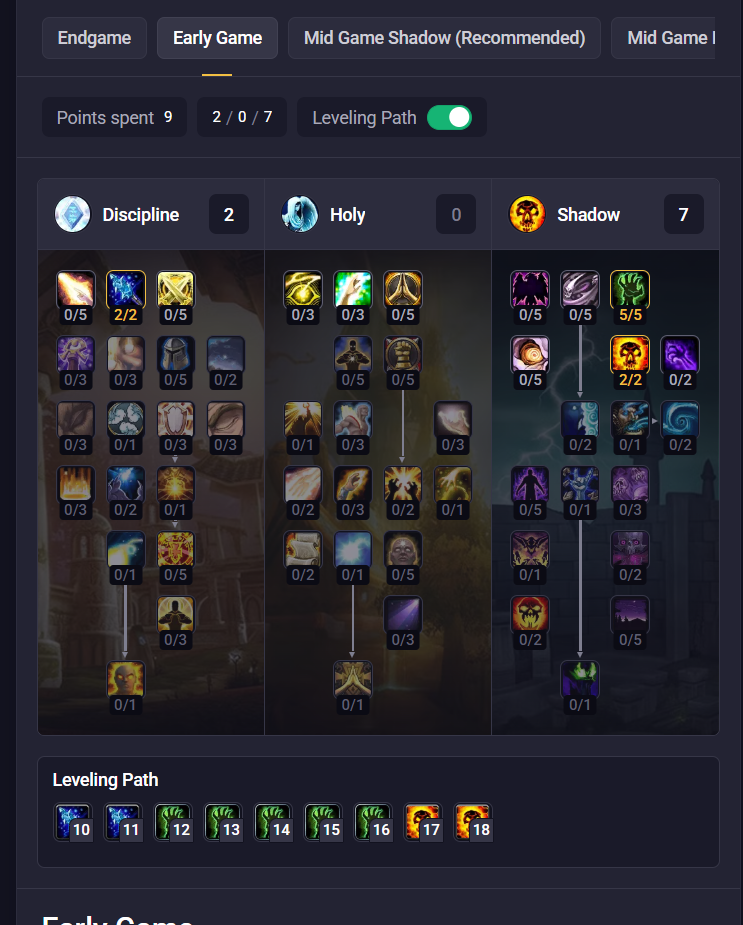 Endgame Early Game Mid Game Shadow (Recommended) Mid Game
Points spent 9 2 / 0 / 7 Leveling Path
Discipline 2 Holy 0 Shadow 7
0/5 2/2 0/5 0/3 0/3 0/5 0/5 0/5 5/5
0/3 0/3 0/5 0/2 0/5 0/5 0/5 2/2 0/2
0/3 0/1 0/3 0/3 0/1 0/3 0/3 0/2 0/1 0/2
0/3 0/2 0/1 0/2 0/3 0/2 0/1 0/5 0/1 0/3
0/1 0/5 0/2 0/1 0/5 0/1 0/2
0/3 0/3 0/2 0/5
0/1 0/1 0/1
Leveling Path
10 11 12 13 14 15 16 17 18
Early Game